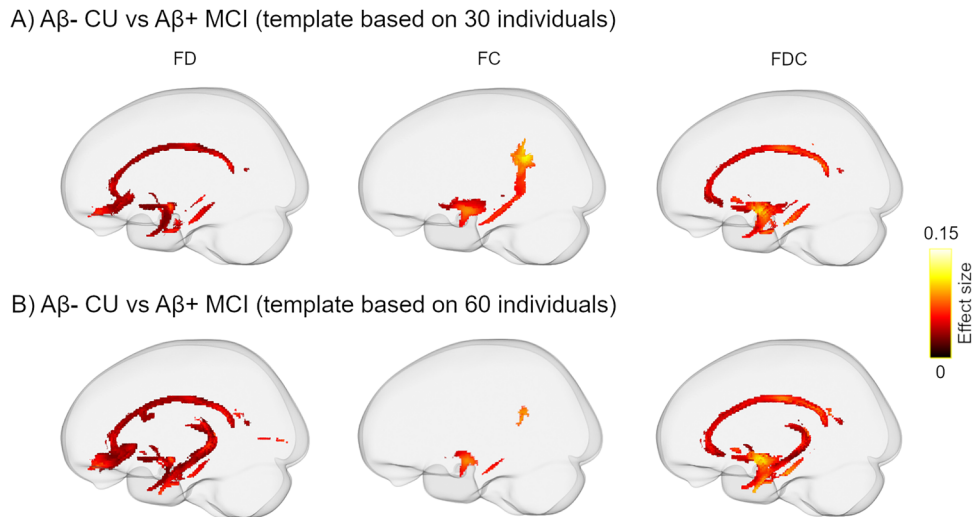 A) Aβ- CU vs Aβ+ MCI (template based on 30 individuals)
FD
FC
FDC
0.15
Effect size
0
B) Aβ- CU vs Aβ+ MCI (template based on 60 individuals)